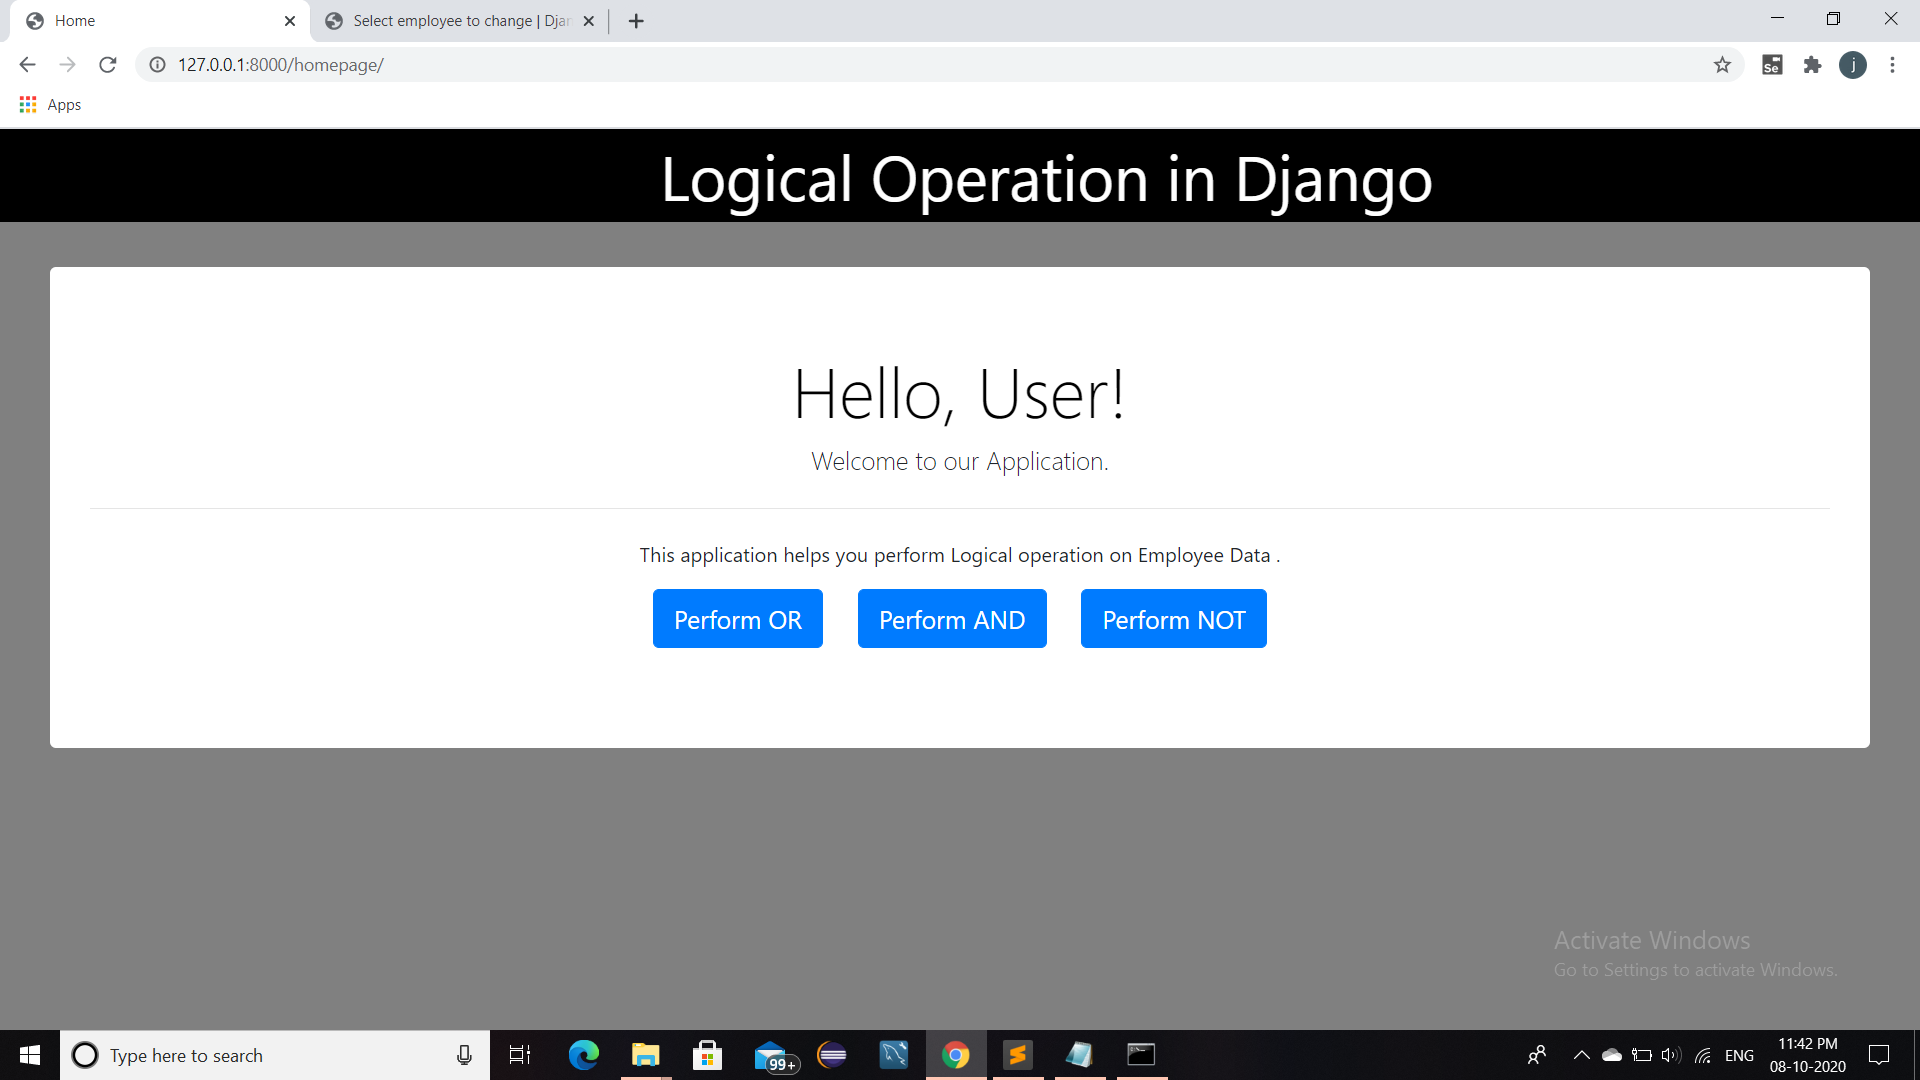 Home
Select employee to change | Djan
127.0.0.1:8000/homepage/
Se
j
Apps
Logical Operation in Django
Hello, User!
Welcome to our Application.
This application helps you perform Logical operation on Employee Data .
Perform OR
Perform AND
Perform NOT
Activate Windows
Go to Settings to activate Windows.
Type here to search
99+
ENG
11:42 PM
08-10-2020